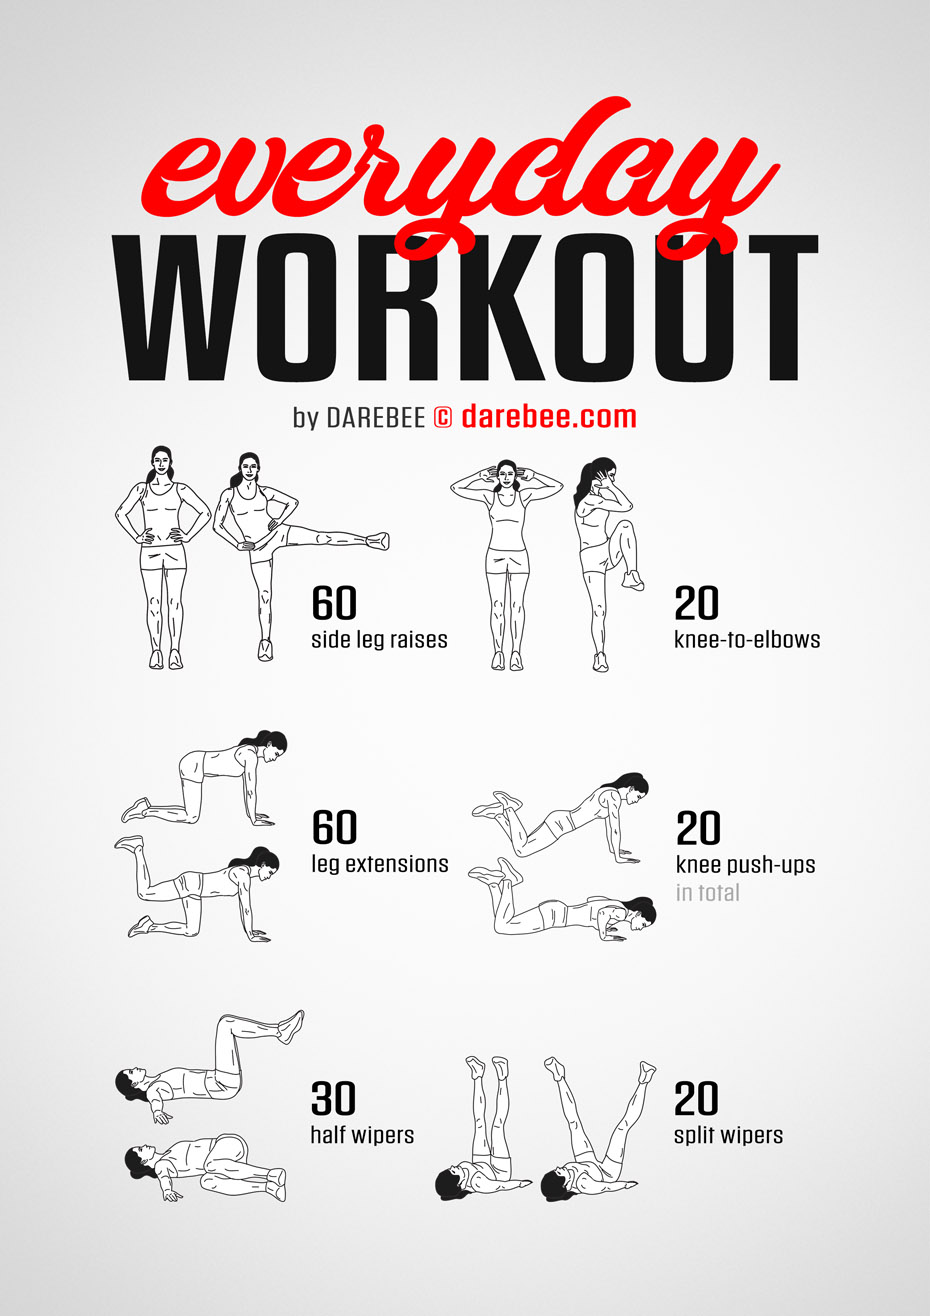 everyday
WORKOUT
by DAREBEE © darebee.com
60
side leg raises
20
knee-to-elbows
60
leg extensions
20
knee push-ups
in total
30
half wipers
20
split wipers